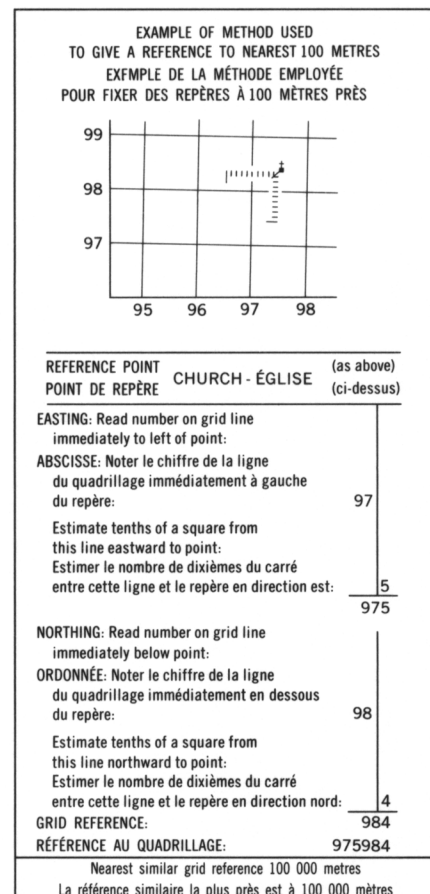 EXAMPLE OF METHOD USED
TO GIVE A REFERENCE TO NEAREST 100 METRES
EXFMPLE DE LA MÉTHODE EMPLOYÉE
POUR FIXER DES REPÈRES À 100 MÈTRES PRÈS
99
98
97
95 96 97 98
REFERENCE POINT
POINT DE REPÈRE
CHURCH - ÉGLISE
(as above)
(ci-dessus)
EASTING: Read number on grid line
immediately to left of point:
ABSCISSE: Noter le chiffre de la ligne
du quadrillage immédiatement à gauche
du repère: 97
Estimate tenths of a square from
this line eastward to point:
Estimer le nombre de dixièmes du carré
entre cette ligne et le repère en direction est: 5
975
NORTHING: Read number on grid line
immediately below point:
ORDONNÉE: Noter le chiffre de la ligne
du quadrillage immédiatement en dessous
du repère: 98
Estimate tenths of a square from
this line northward to point:
Estimer le nombre de dixièmes du carré
entre cette ligne et le repère en direction nord: 4
GRID REFERENCE: 984
RÉFÉRENCE AU QUADRILLAGE: 975984
Nearest similar grid reference 100 000 metres
La référence similaire la plus près est à 100 000 mètres